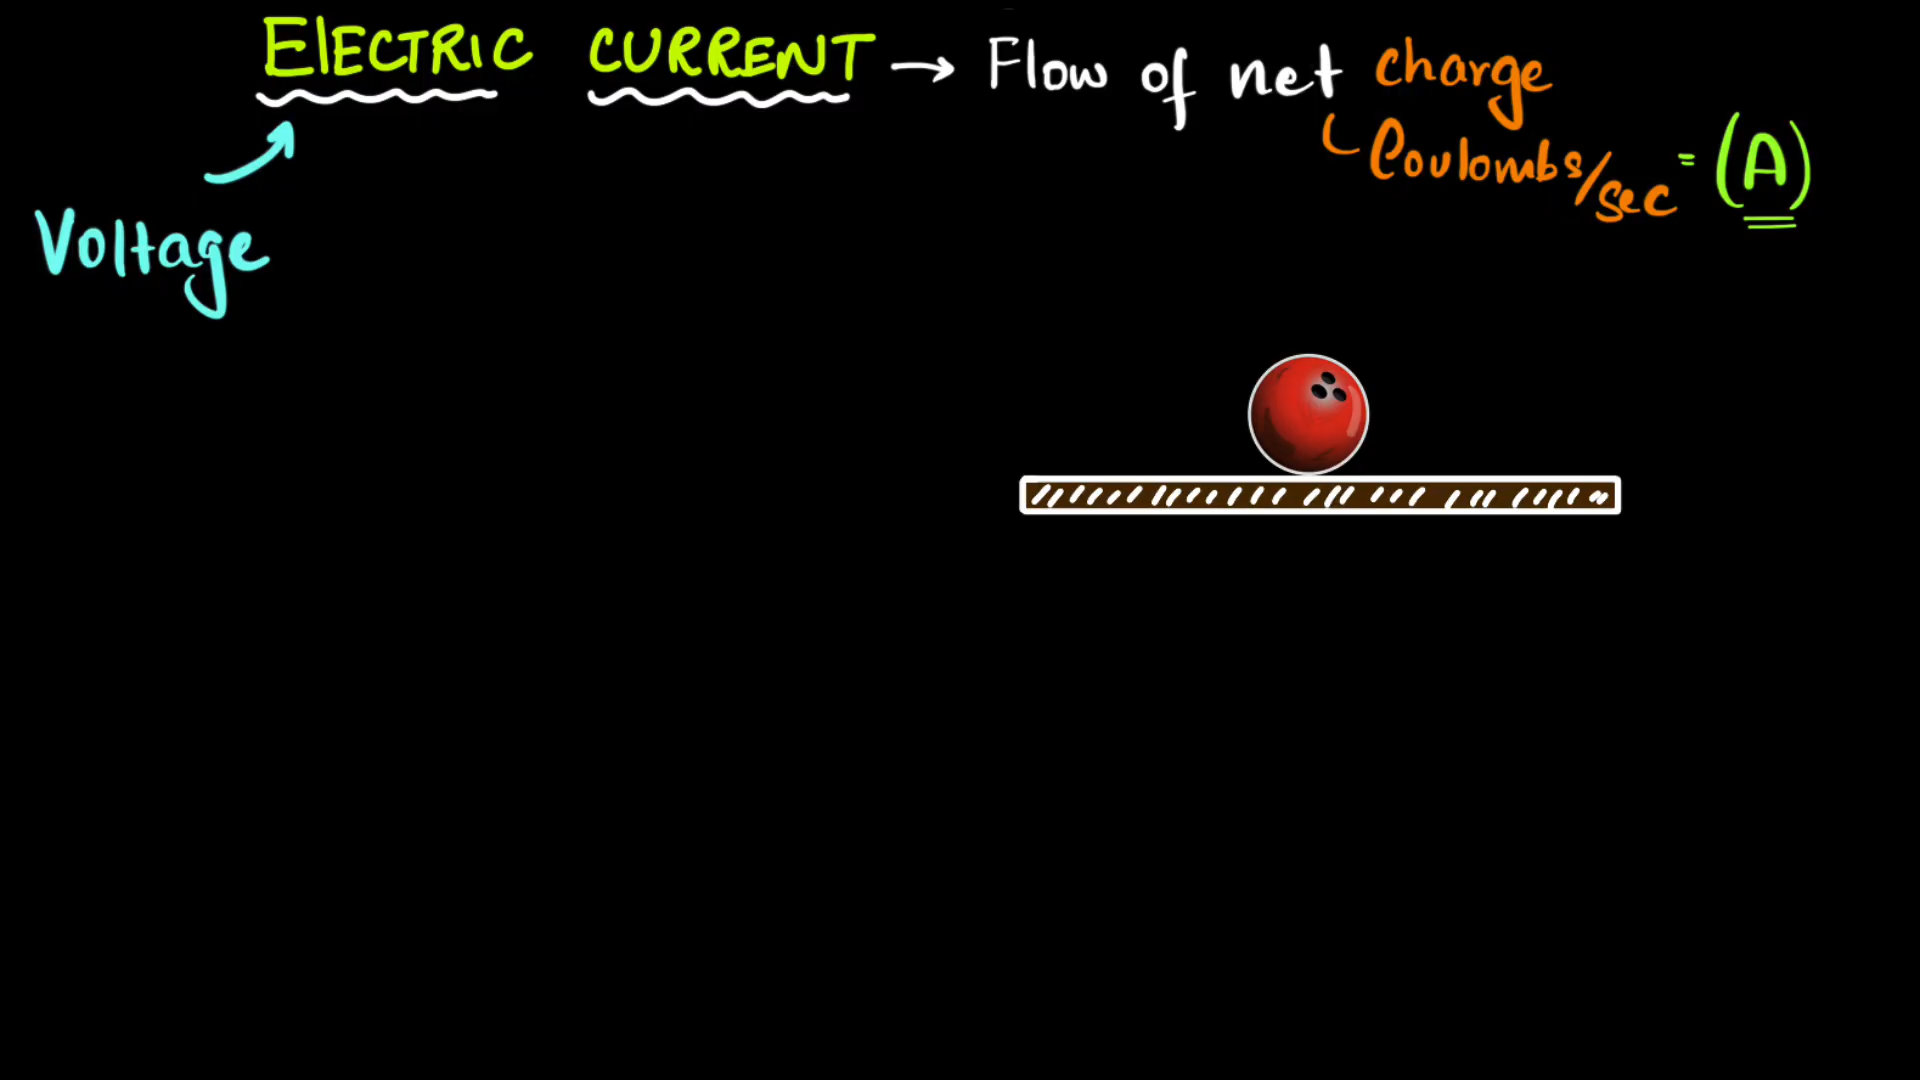 ELECTRIC CURRENT → Flow of net charge
Coulombs/sec = (A)
Voltage